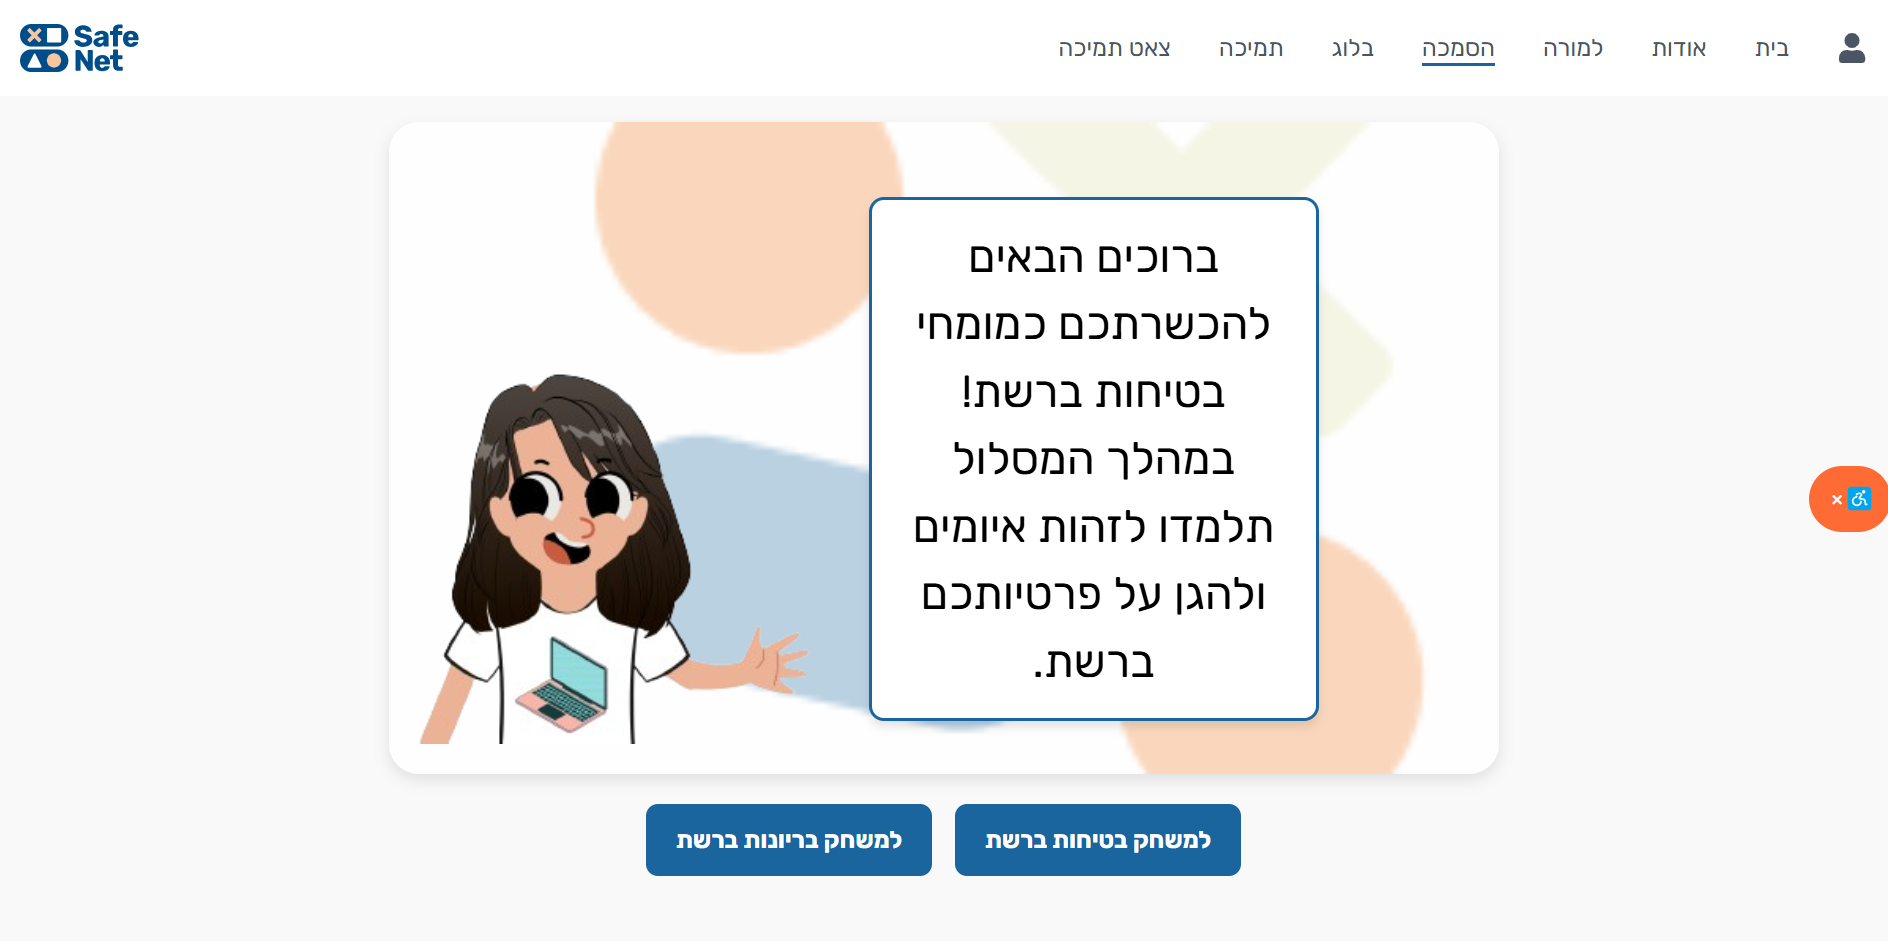 Safe
Net
בית
אודות
למורה
הסמכה
בלוג
תמיכה
צאט תמיכה
ברוכים הבאים
להכשרתכם כמומחי
בטיחות ברשת!
במהלך המסלול
תלמדו לזהות איומים
ולהגן על פרטיותכם
ברשת.
×
למשחק בטיחות ברשת
למשחק בריונות ברשת